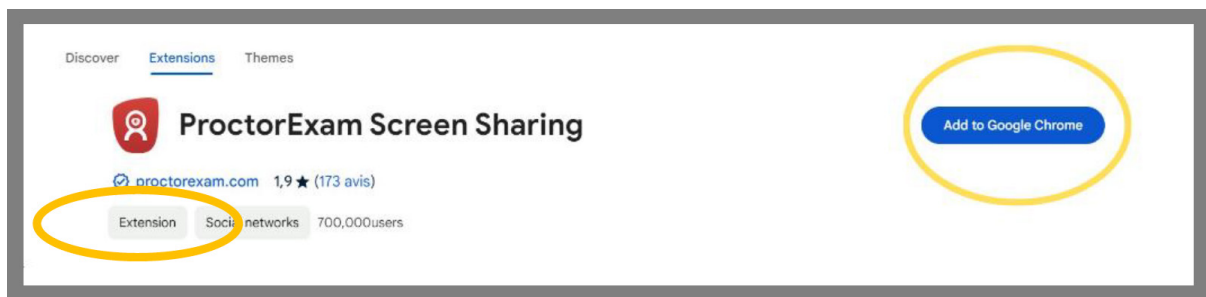 Discover Extensions Themes
ProctorExam Screen Sharing
Add to Google Chrome
proctorexam.com 1,9 ★ (173 avis)
Extension Social networks 700,000users